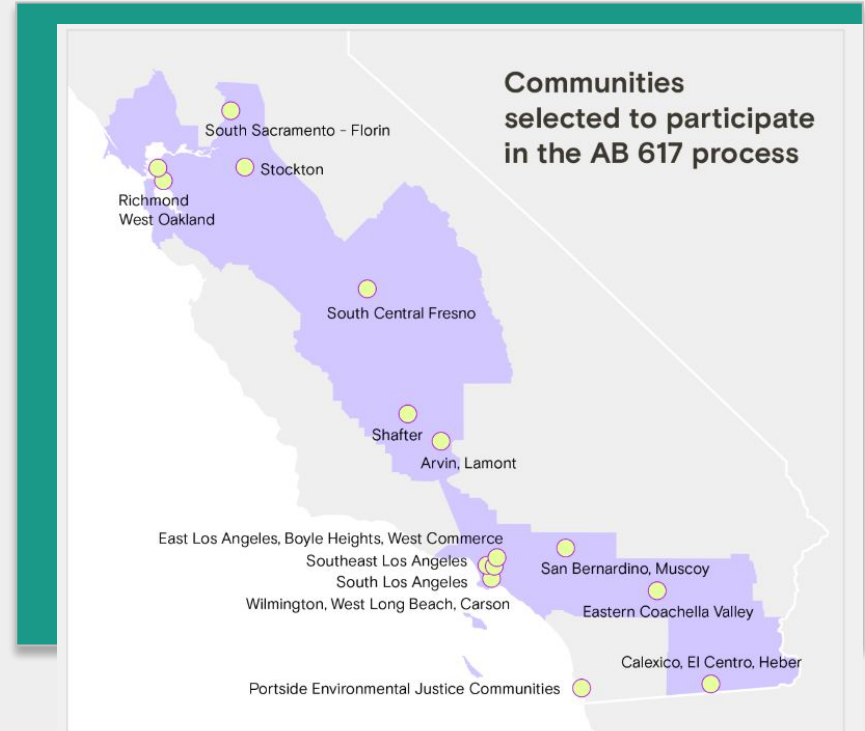 Communities
selected to participate
in the AB 617 process
South Sacramento - Florin
Stockton
Richmond
West Oakland
South Central Fresno
Shafter
Arvin, Lamont
East Los Angeles, Boyle Heights, West Commerce
Southeast Los Angeles
South Los Angeles
Wilmington, West Long Beach, Carson
San Bernardino, Muscoy
Eastern Coachella Valley
Calexico, El Centro, Heber
Portside Environmental Justice Communities